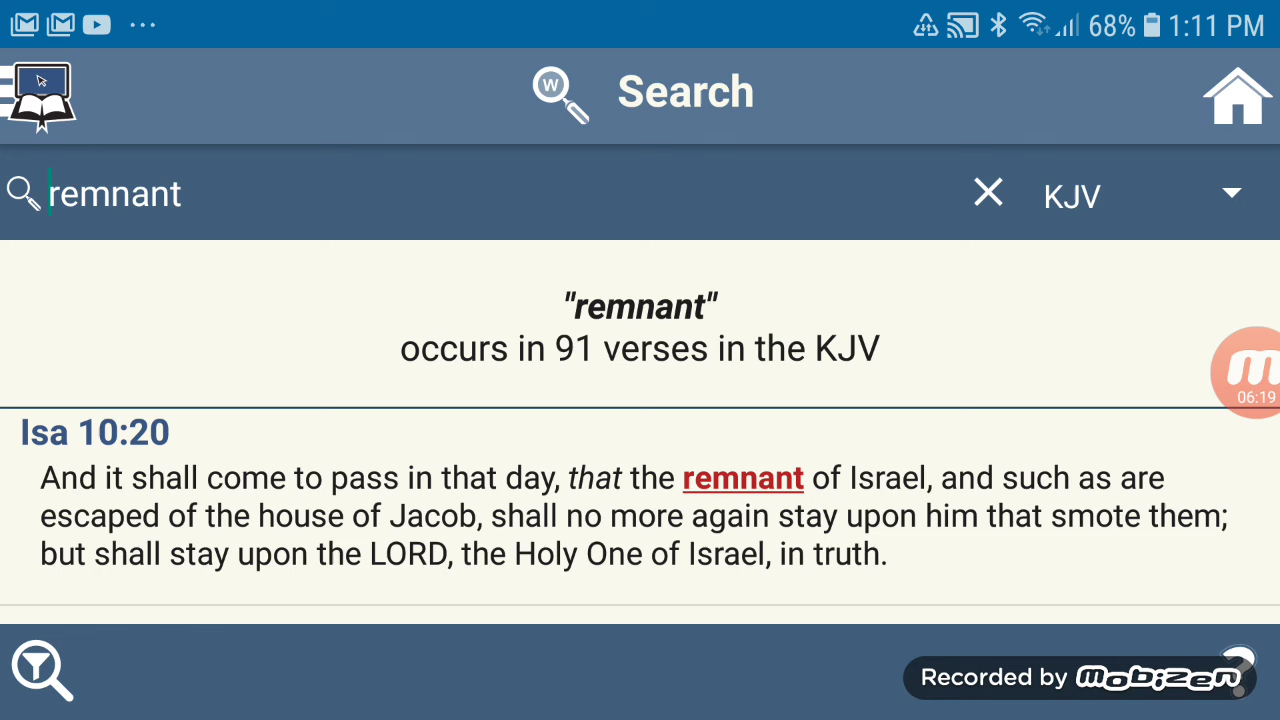 68% 1:11 PM
W Search
remnant KJV
"remnant"
occurs in 91 verses in the KJV
06:19
Isa 10:20
And it shall come to pass in that day, that the remnant of Israel, and such as are
escaped of the house of Jacob, shall no more again stay upon him that smote them;
but shall stay upon the LORD, the Holy One of Israel, in truth.
?
Recorded by mobizen